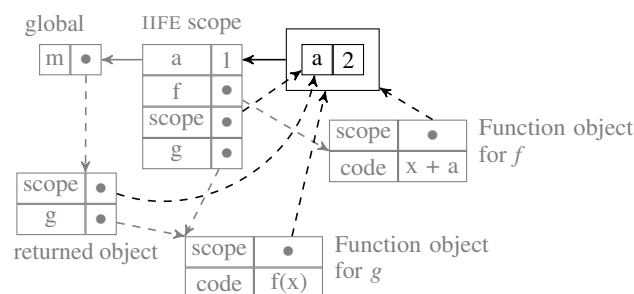 global
IIFE scope
m
a 1
a 2
f
scope
g
scope
code x + a
Function object
for f
scope
g
returned object
scope
code f(x)
Function object
for g